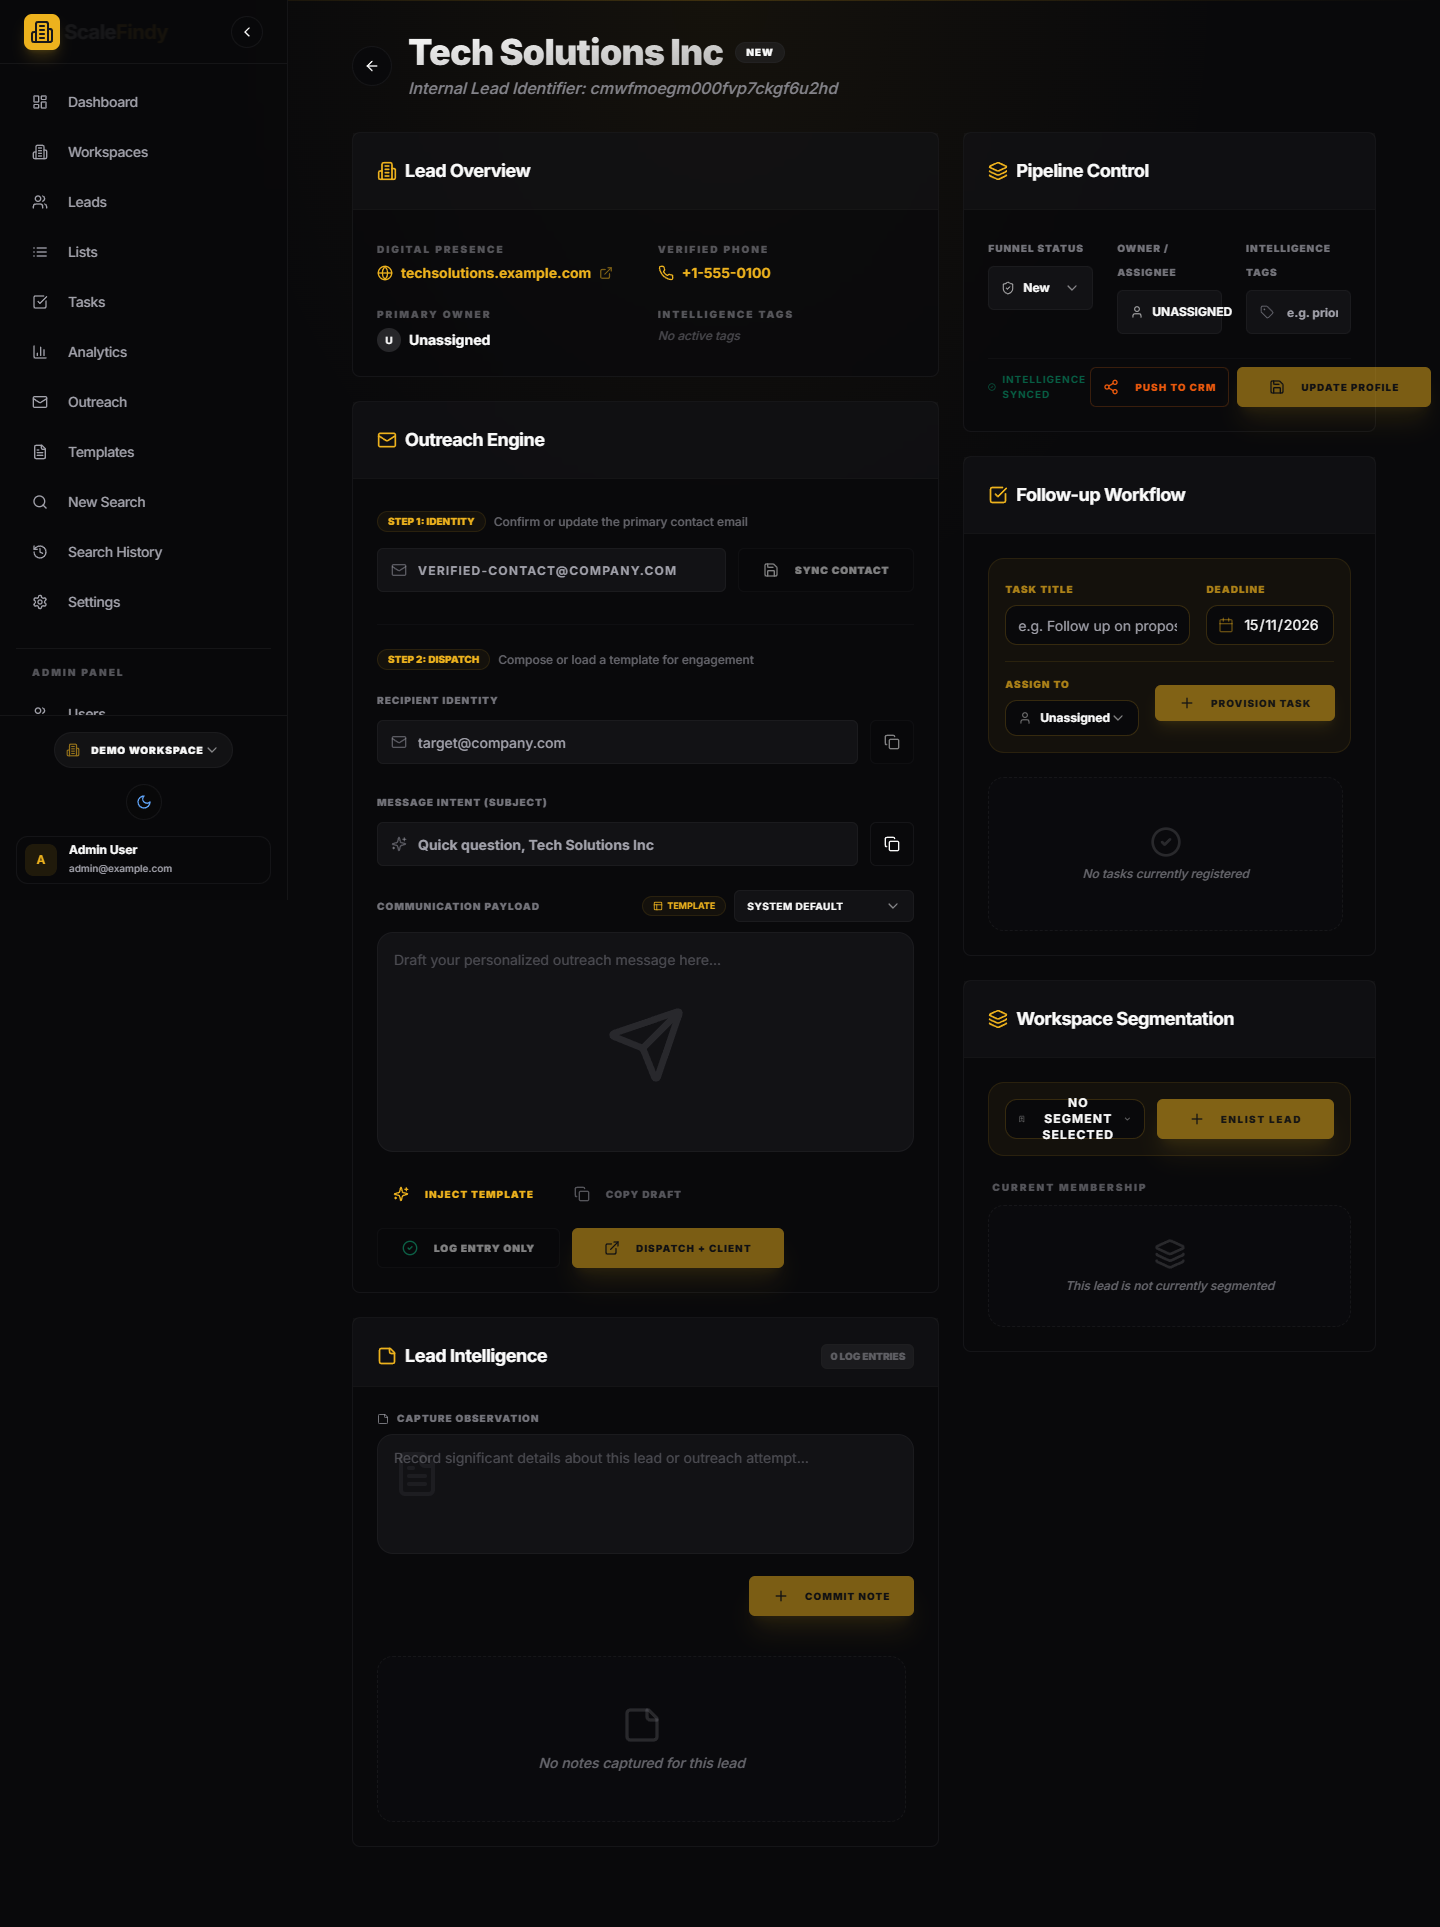 ScaleFindy
Dashboard
Workspaces
Leads
Lists
Tasks
Analytics
Outreach
Templates
New Search
Search History
Settings
ADMIN PANEL
Users
DEMO WORKSPACE
A
Admin User
admin@example.com
Tech Solutions Inc
NEW
Internal Lead Identifier: cmwfmoegm000fvp7ckgf6u2hd
Lead Overview
DIGITAL PRESENCE
techsolutions.example.com
VERIFIED PHONE
+1-555-0100
PRIMARY OWNER
U
Unassigned
INTELLIGENCE TAGS
No active tags
Outreach Engine
STEP 1: IDENTITY
Confirm or update the primary contact email
VERIFIED-CONTACT@COMPANY.COM
SYNC CONTACT
STEP 2: DISPATCH
Compose or load a template for engagement
RECIPIENT IDENTITY
target@company.com
MESSAGE INTENT (SUBJECT)
Quick question, Tech Solutions Inc
COMMUNICATION PAYLOAD
TEMPLATE
SYSTEM DEFAULT
Draft your personalized outreach message here...
INJECT TEMPLATE
COPY DRAFT
LOG ENTRY ONLY
DISPATCH + CLIENT
Lead Intelligence
0 LOG ENTRIES
CAPTURE OBSERVATION
Record significant details about this lead or outreach attempt...
COMMIT NOTE
No notes captured for this lead
Pipeline Control
FUNNEL STATUS
New
OWNER /
ASSIGNEE
UNASSIGNED
INTELLIGENCE
TAGS
e.g. prior
INTELLIGENCE
SYNCED
PUSH TO CRM
UPDATE PROFILE
Follow-up Workflow
TASK TITLE
e.g. Follow up on propos
DEADLINE
15/11/2026
ASSIGN TO
Unassigned
PROVISION TASK
No tasks currently registered
Workspace Segmentation
NO
SEGMENT
SELECTED
ENLIST LEAD
CURRENT MEMBERSHIP
This lead is not currently segmented